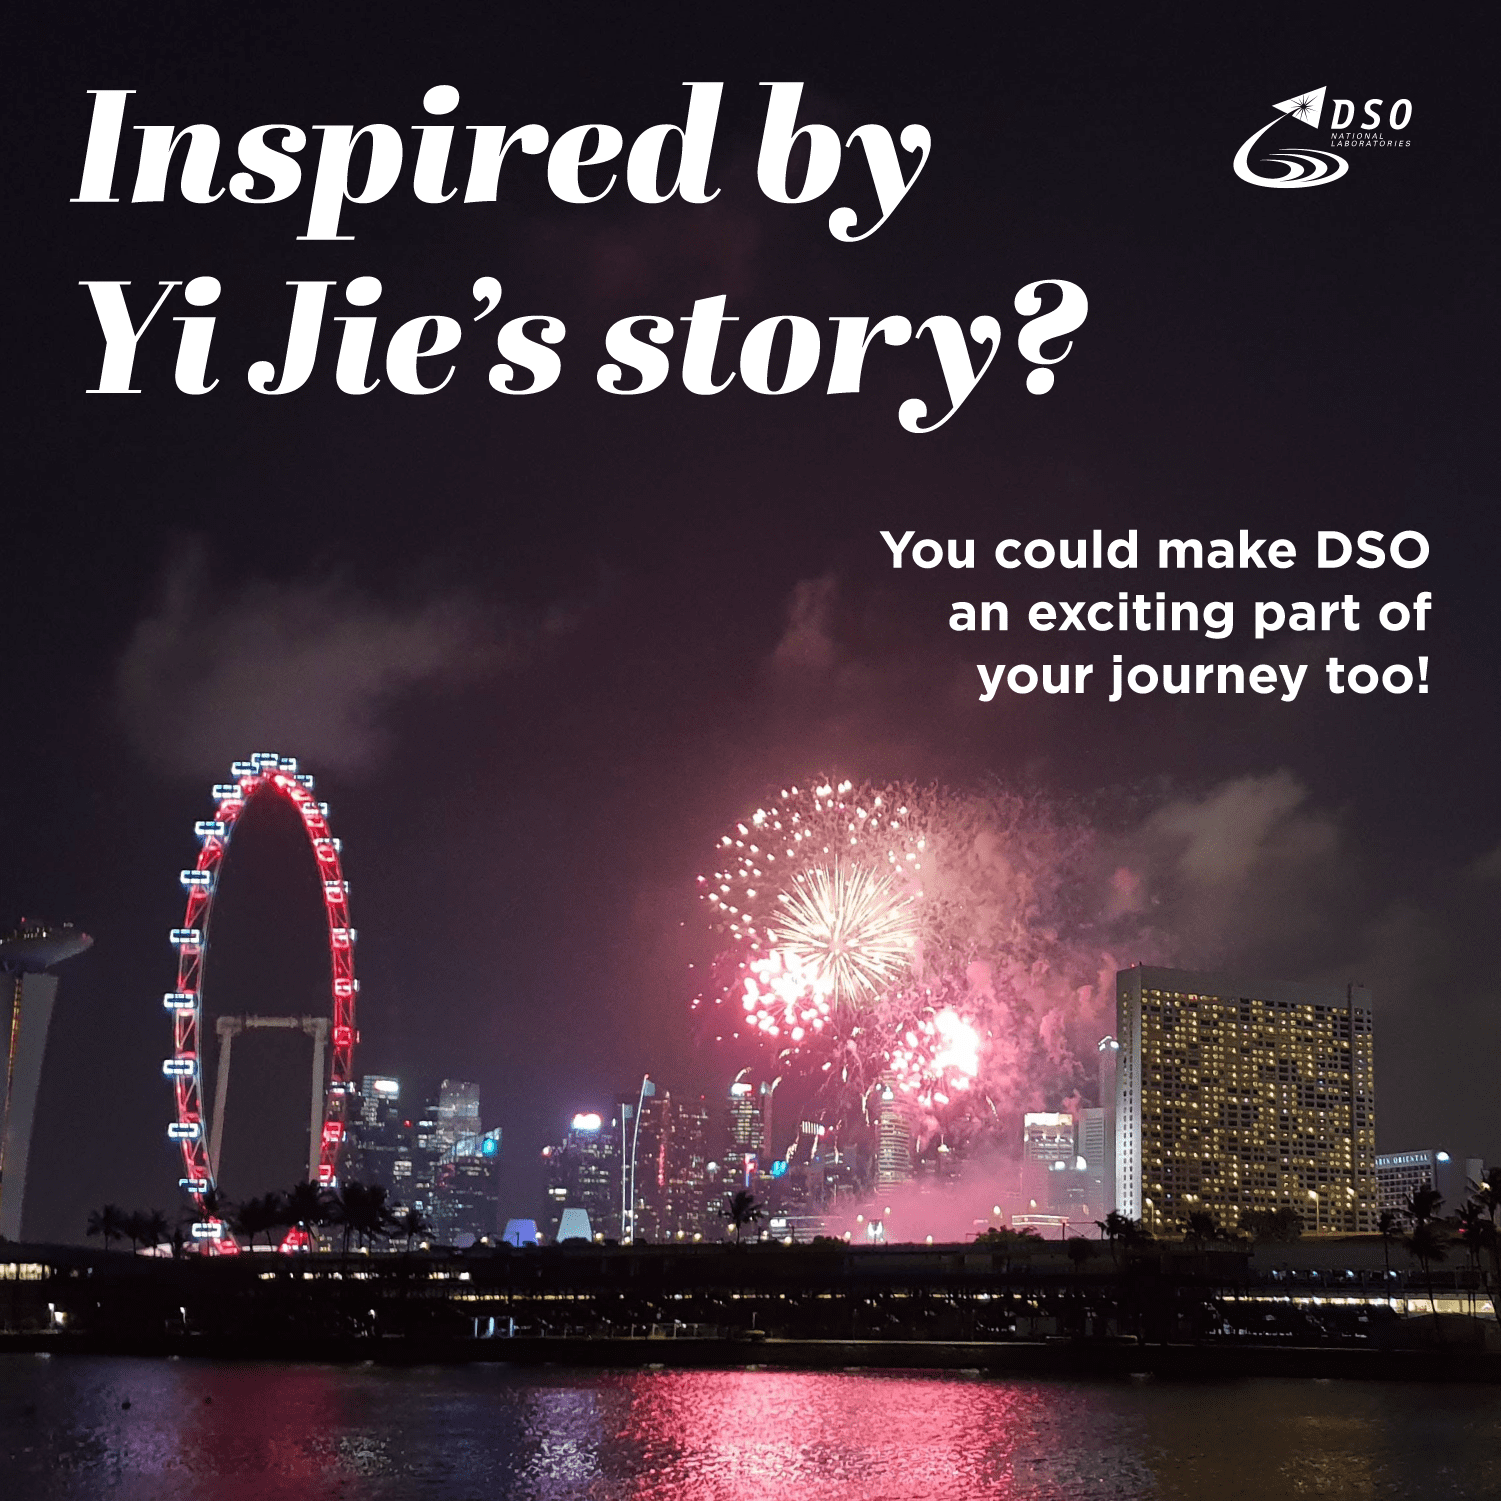 Inspired by
Yi Jie’s story?
DSO
NATIONAL
LABORATORIES
You could make DSO
an exciting part of
your journey too!
ORIENTAL